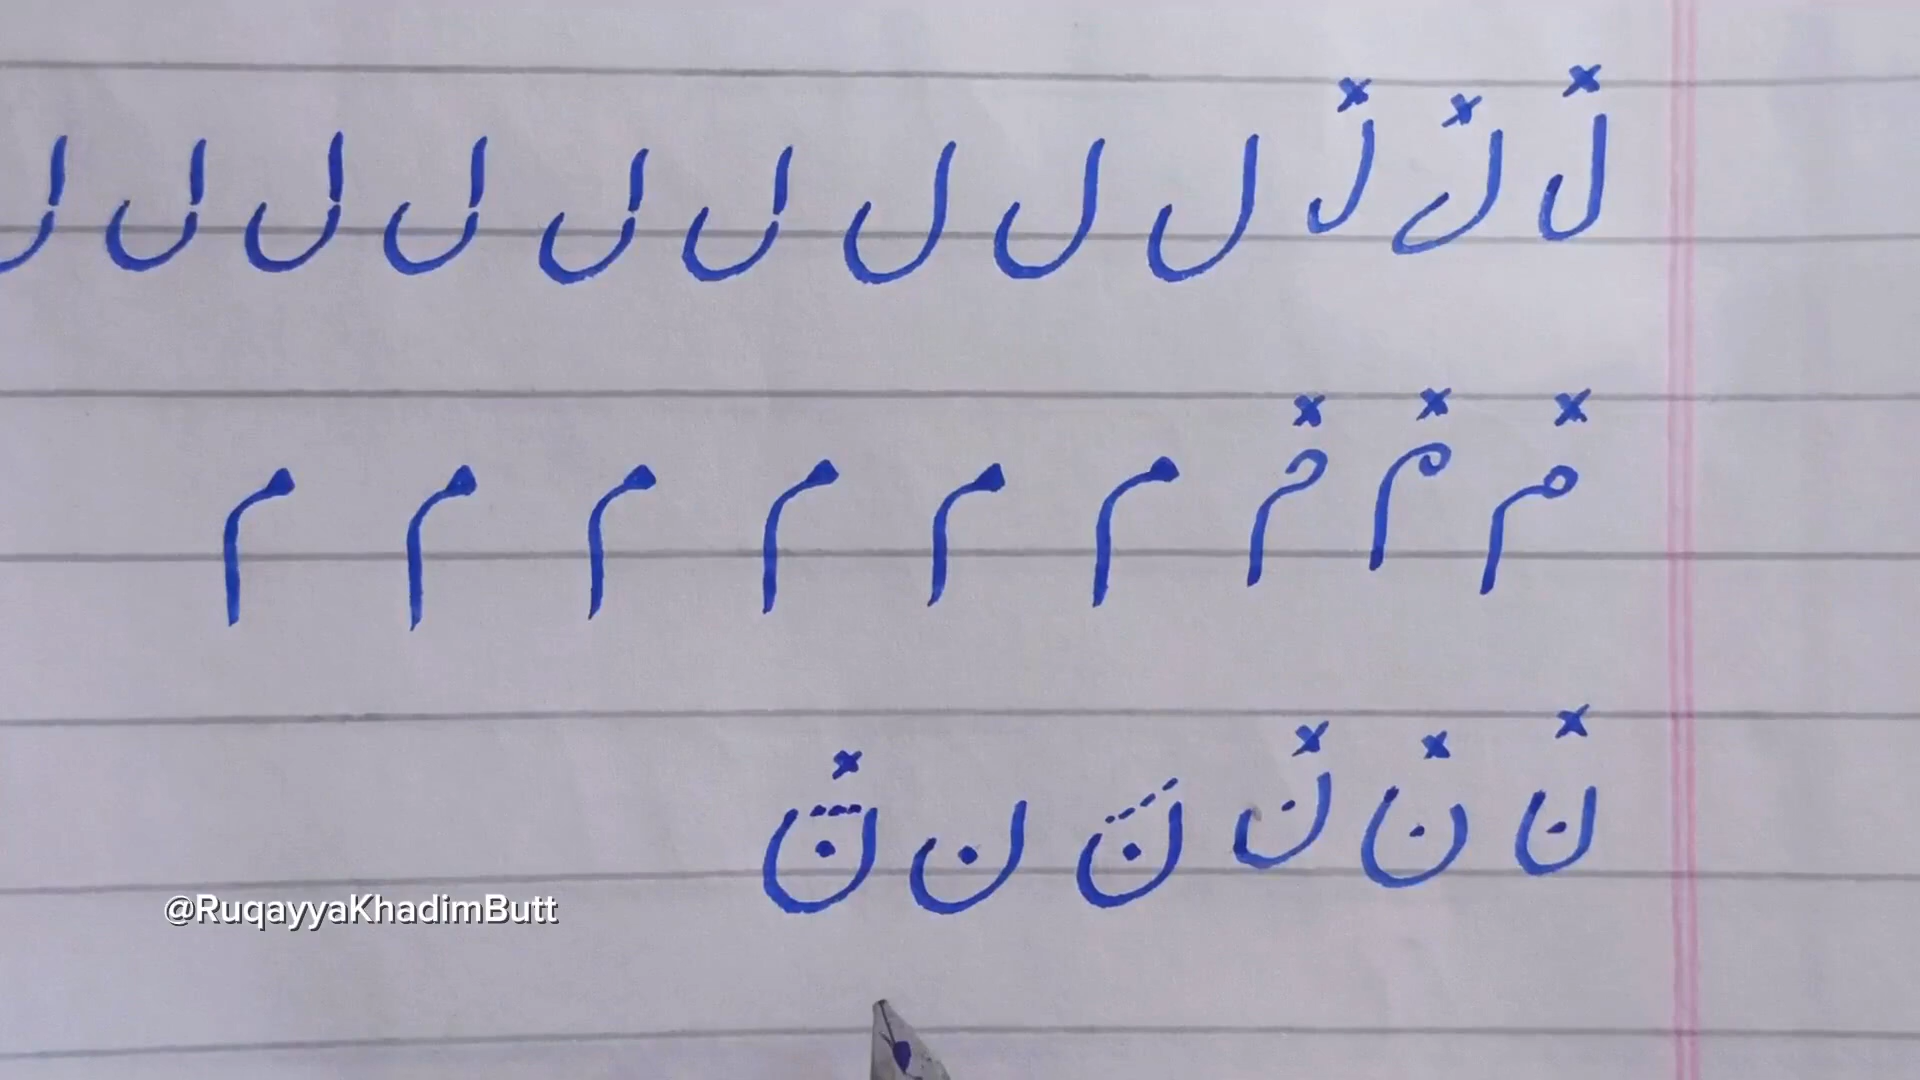 ل ل ل ل ل ل ل ل ل ل ل ل
م م م م م م م م م
ن ن ن ن ن ن
@RuqayyaKhadimButt